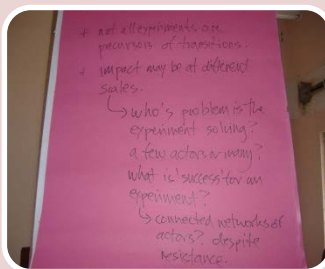 + not all experiments are
precursors of transitions.
+ impact may be at different
scales.
↳ who's problem is the
experiment solving?
a few actors or many?
what is 'success' for an
experiment?
↳ connected networks of
actors? despite
resistance.